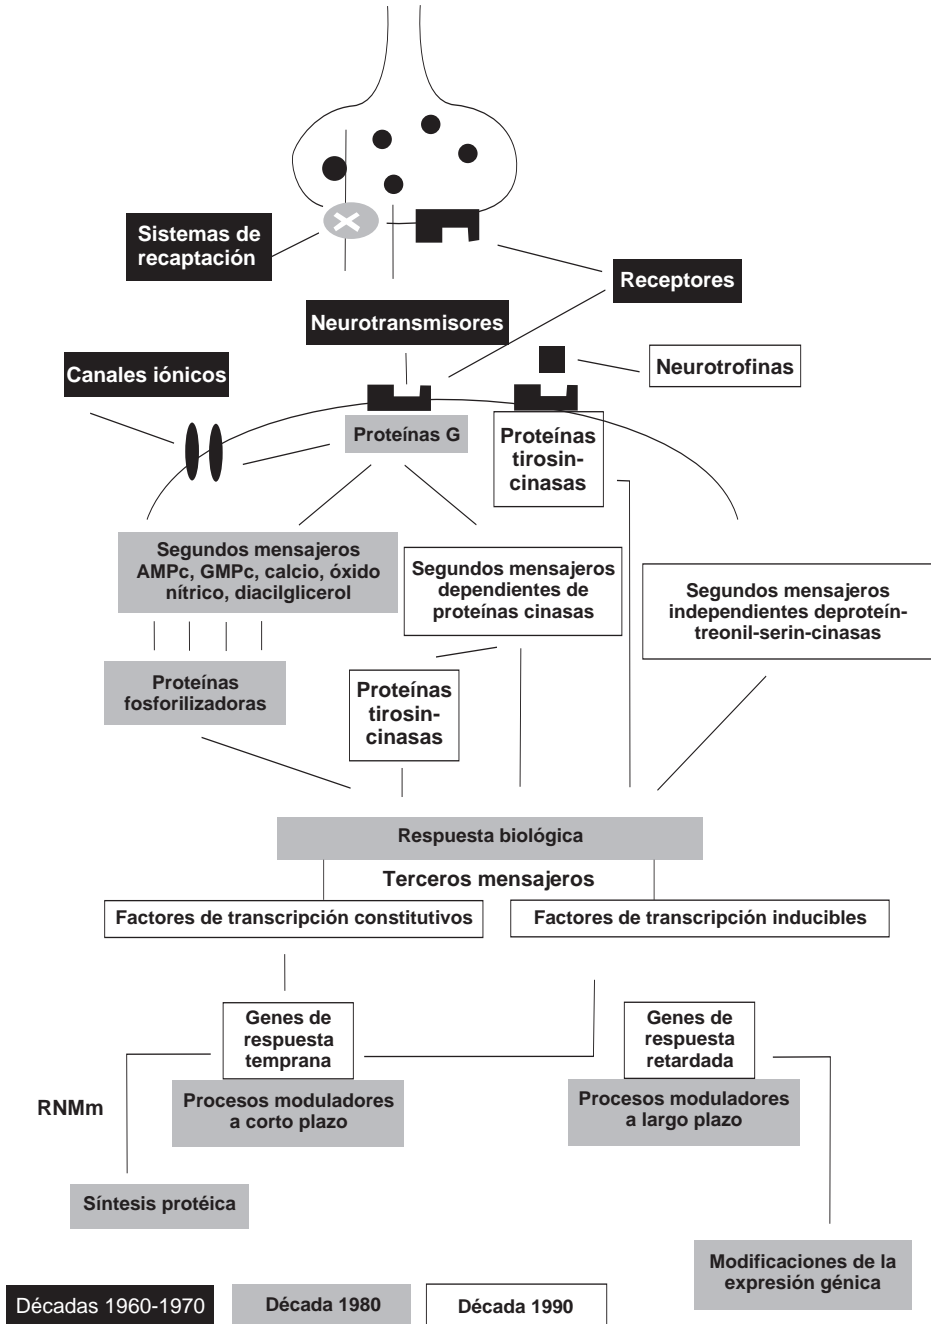 Sistemas de
recaptación
Receptores
Neurotransmisores
Neurotrofinas
Canales iónicos
Proteínas G
Proteínas
tirosin-
cinasas
Segundos mensajeros
AMPc, GMPc, calcio, óxido
nítrico, diacilglicerol
Segundos mensajeros
dependientes de
proteínas cinasas
Segundos mensajeros
independientes deproteín-
treonil-serin-cinasas
Proteínas
fosforilizadoras
Proteínas
tirosin-
cinasas
Respuesta biológica
Terceros mensajeros
Factores de transcripción constitutivos
Factores de transcripción inducibles
Genes de
respuesta
temprana
Genes de
respuesta
retardada
RNMm
Procesos moduladores
a corto plazo
Procesos moduladores
a largo plazo
Síntesis protéica
Modificaciones de la
expresión génica
Décadas 1960-1970
Década 1980
Década 1990